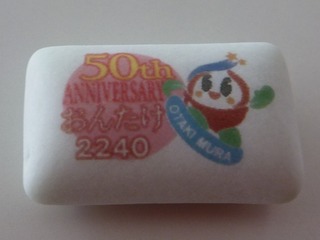 50th
ANNIVERSARY
おんたけ
2240
OTAKI MURA